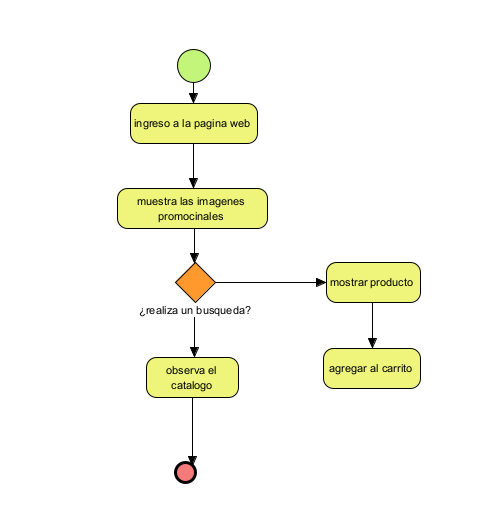 ingreso a la pagina web
muestra las imagenes
promocinales
mostrar producto
¿realiza un busqueda?
observa el
catalogo
agregar al carrito